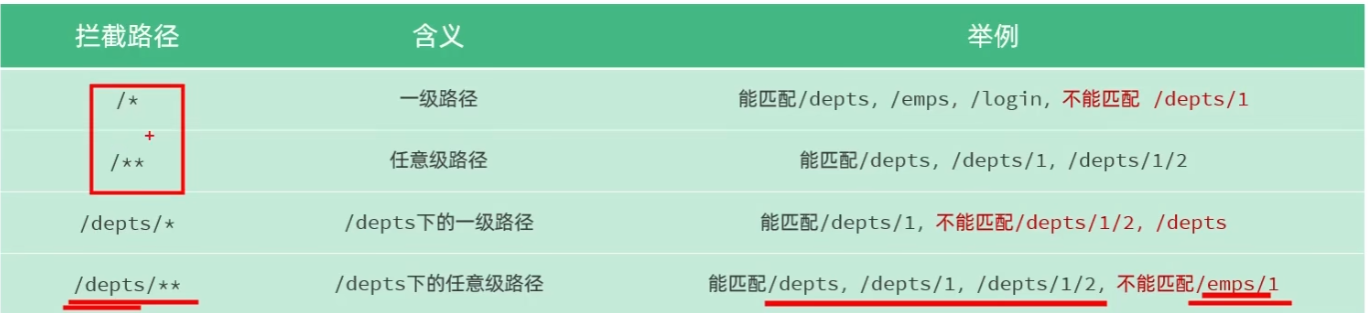 拦截路径 含义 举例
/* 一级路径 能匹配/depts, /emps, /login, 不能匹配 /depts/1
/** 任意级路径 能匹配/depts, /depts/1, /depts/1/2
/depts/* /depts下的一级路径 能匹配/depts/1, 不能匹配/depts/1/2, /depts
/depts/** /depts下的任意级路径 能匹配/depts, /depts/1, /depts/1/2, 不能匹配/emps/1